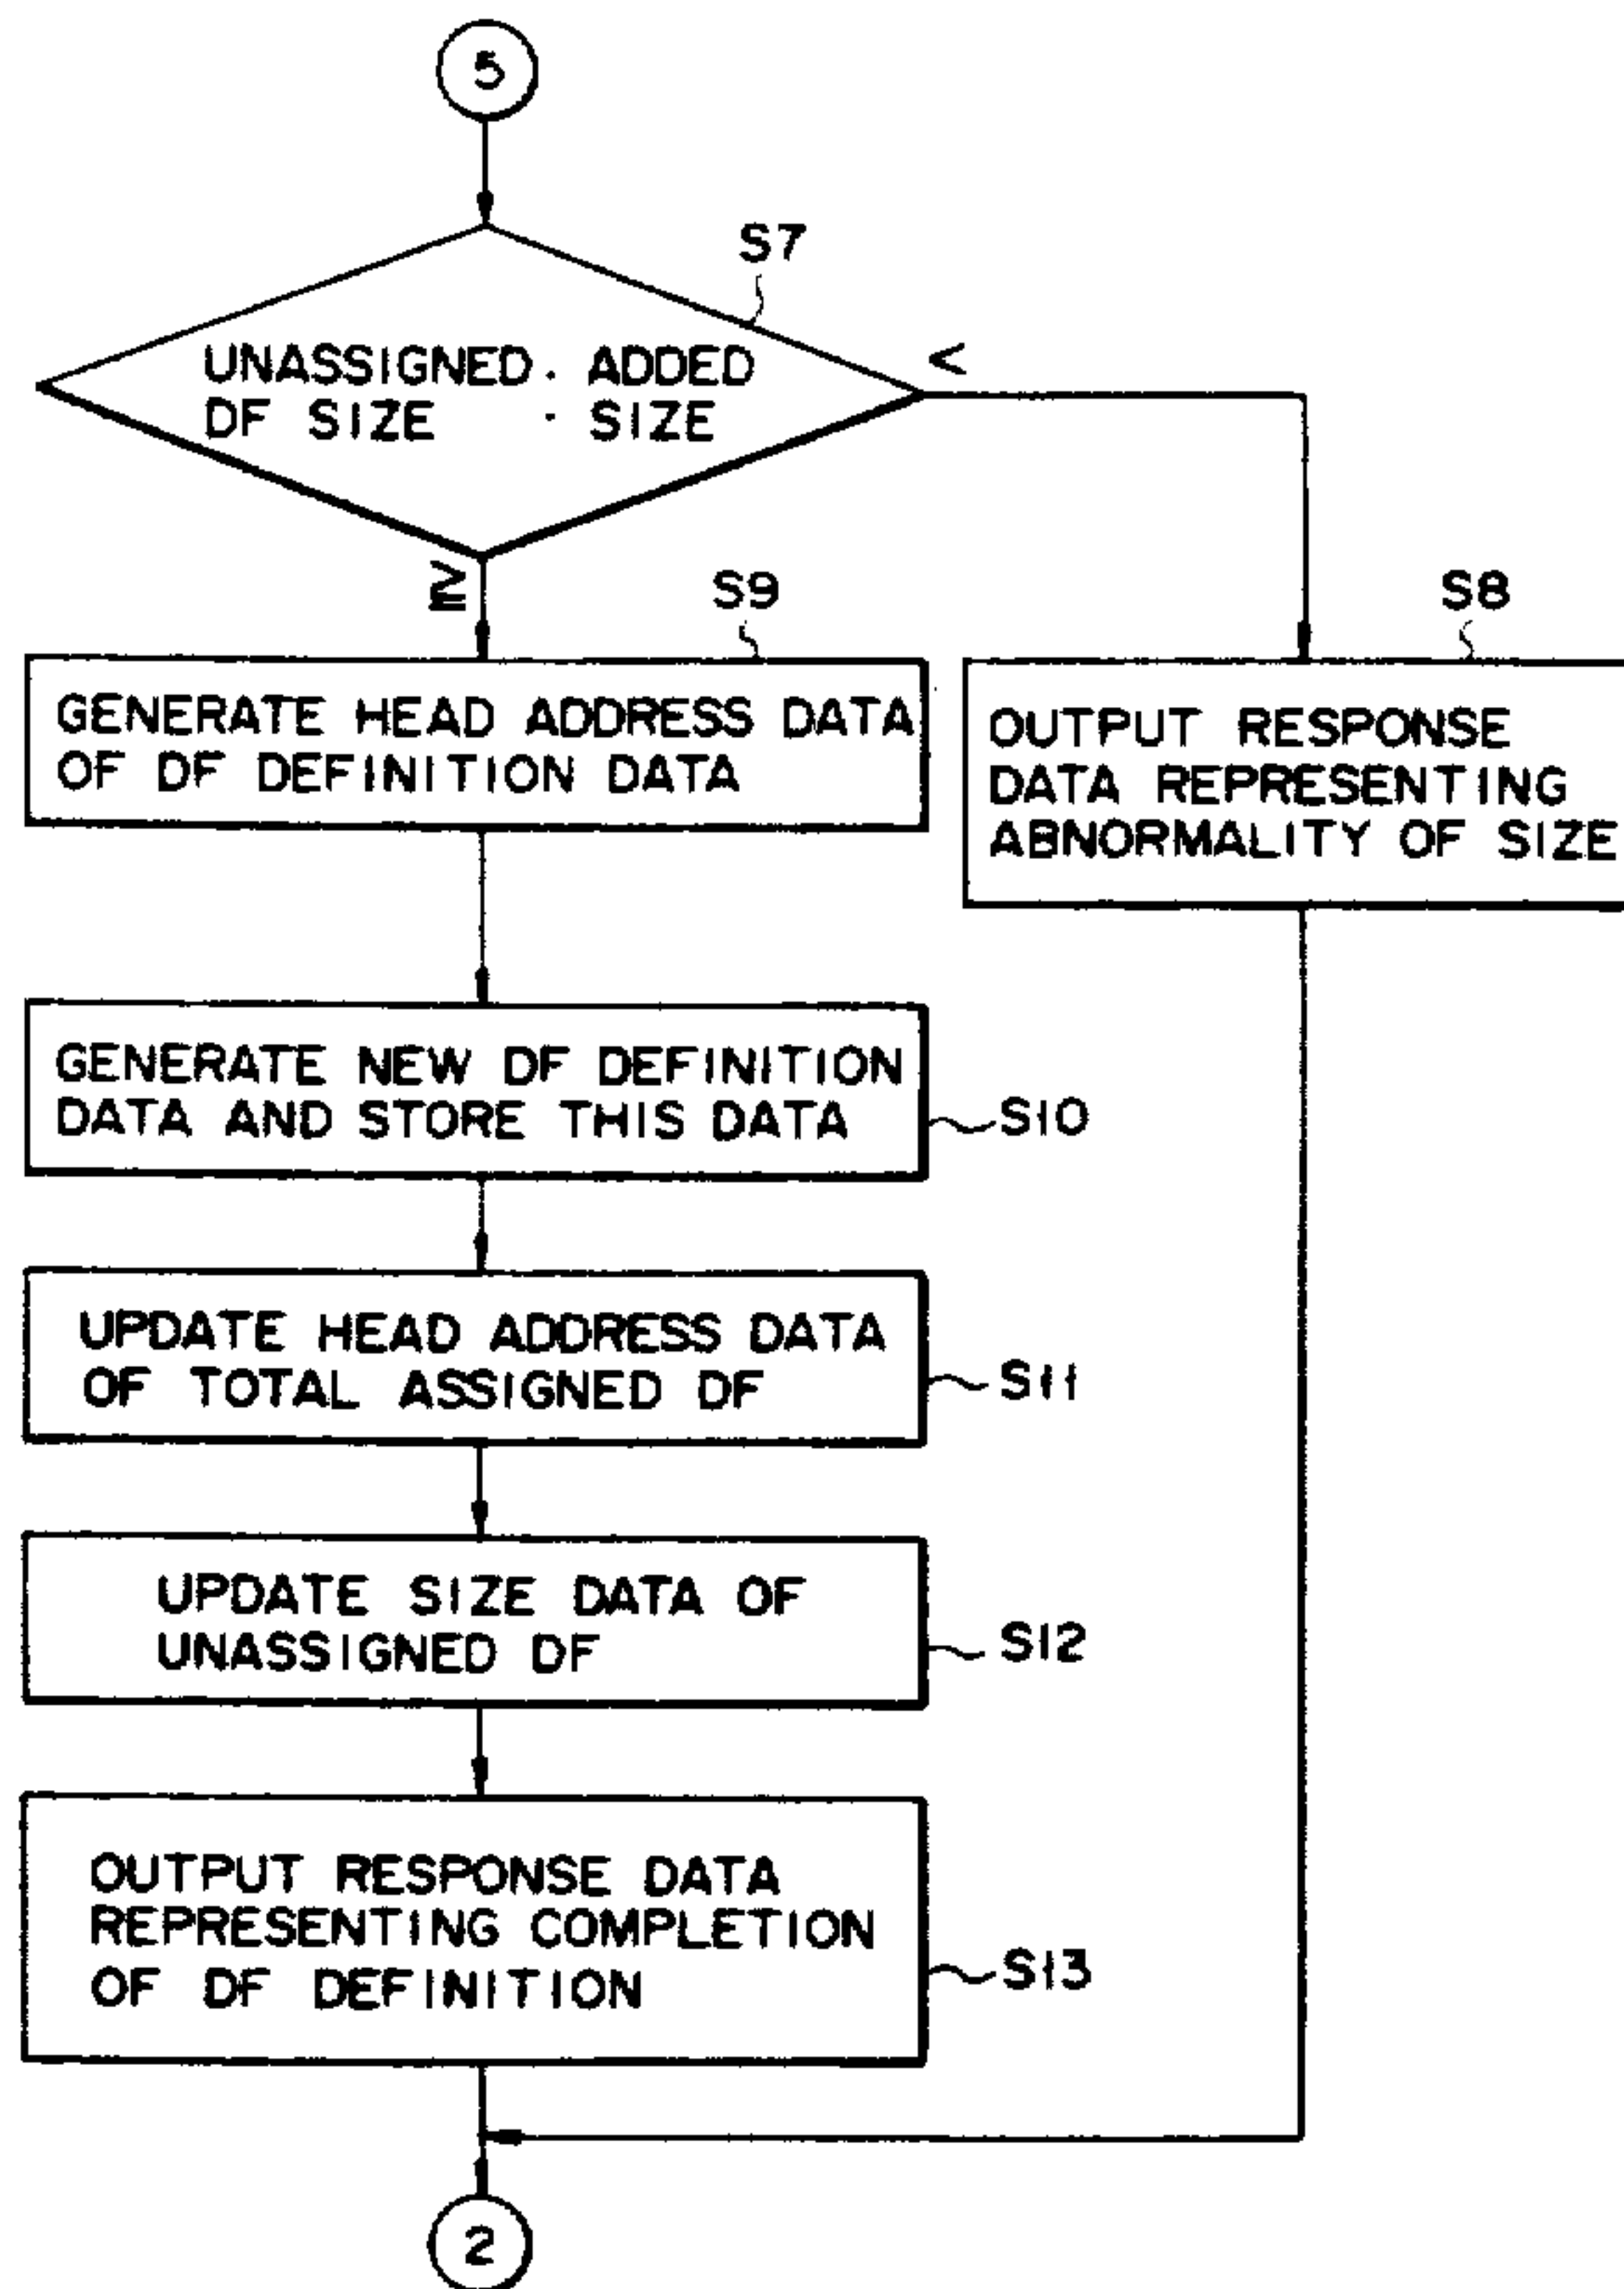 5
S7
UNASSIGNED : ADDED
DF SIZE SIZE
<
≧
S9
S8
GENERATE HEAD ADDRESS DATA
OF DF DEFINITION DATA
OUTPUT RESPONSE
DATA REPRESENTING
ABNORMALITY OF SIZE
GENERATE NEW DF DEFINITION
DATA AND STORE THIS DATA
S10
UPDATE HEAD ADDRESS DATA
OF TOTAL ASSIGNED DF
S11
UPDATE SIZE DATA OF
UNASSIGNED DF
S12
OUTPUT RESPONSE DATA
REPRESENTING COMPLETION
OF DF DEFINITION
S13
2